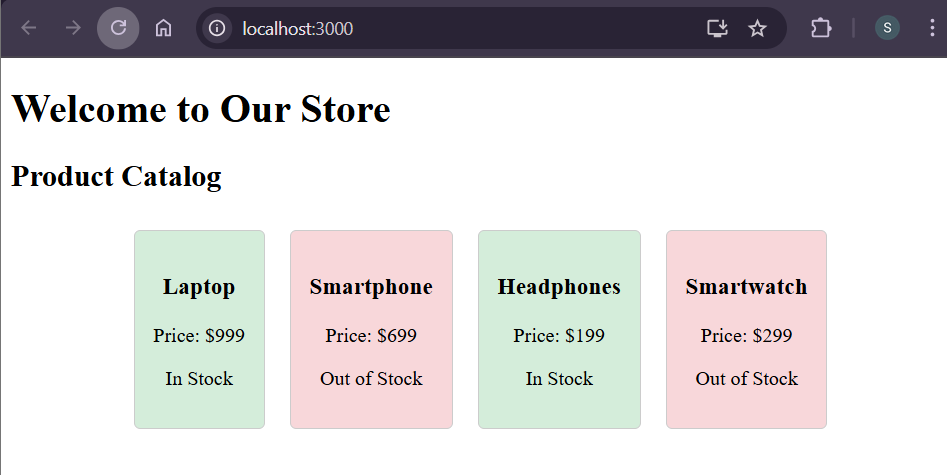 localhost:3000
S
Welcome to Our Store
Product Catalog
Laptop
Price: $999
In Stock
Smartphone
Price: $699
Out of Stock
Headphones
Price: $199
In Stock
Smartwatch
Price: $299
Out of Stock